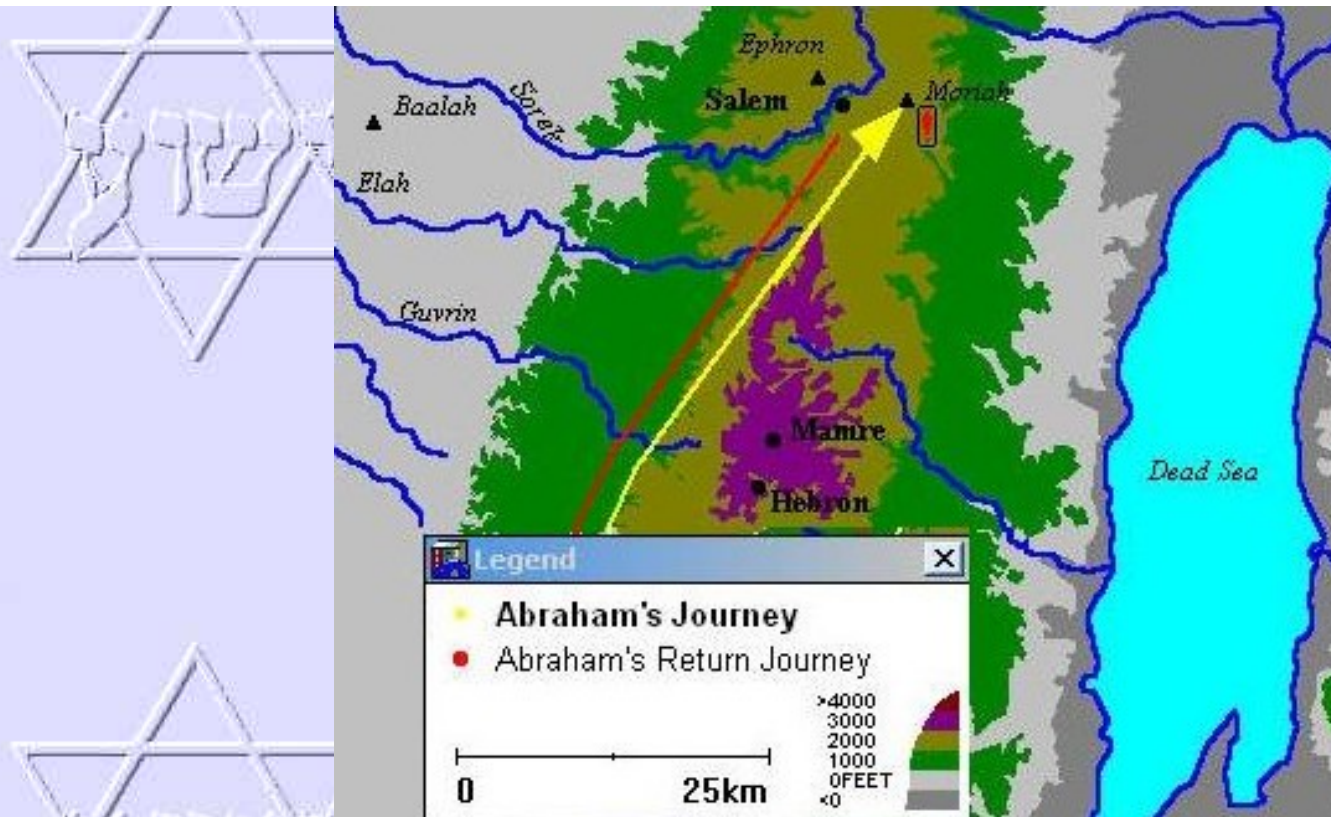 ישוע
Ephron
Salem
Moriah
Baalah
Sorek
Elah
Guvrin
Mamre
Hebron
Dead Sea
Legend
Abraham's Journey
Abraham's Return Journey
>4000
3000
2000
1000
0FEET
<0
0 25km